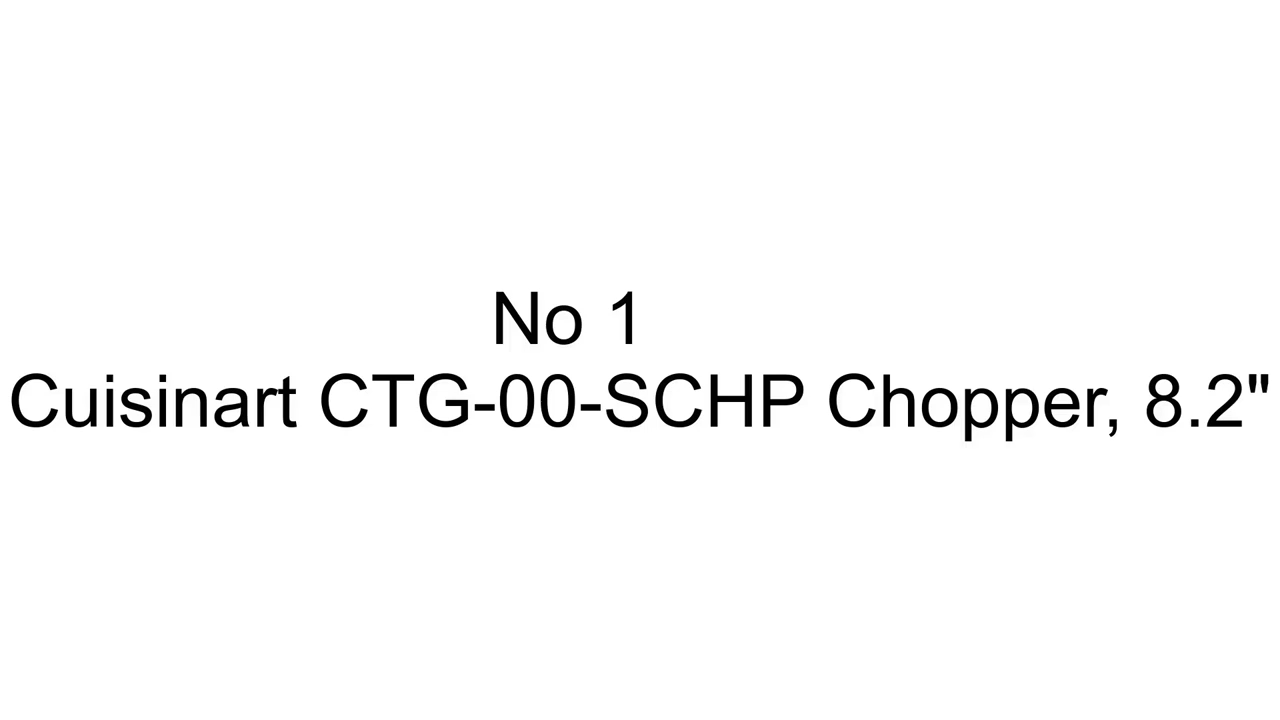 No 1
Cuisinart CTG-00-SCHP Chopper, 8.2"